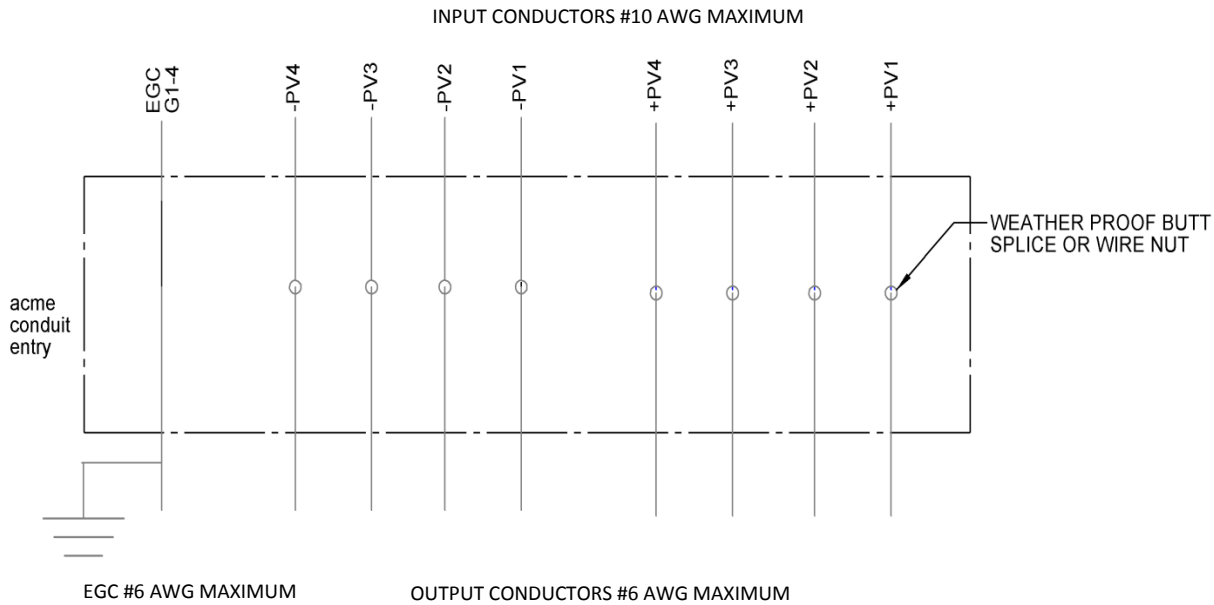 INPUT CONDUCTORS #10 AWG MAXIMUM
EGC
G1-4
-PV4
-PV3
-PV2
-PV1
+PV4
+PV3
+PV2
+PV1
WEATHER PROOF BUTT
SPLICE OR WIRE NUT
acme
conduit
entry
EGC #6 AWG MAXIMUM
OUTPUT CONDUCTORS #6 AWG MAXIMUM